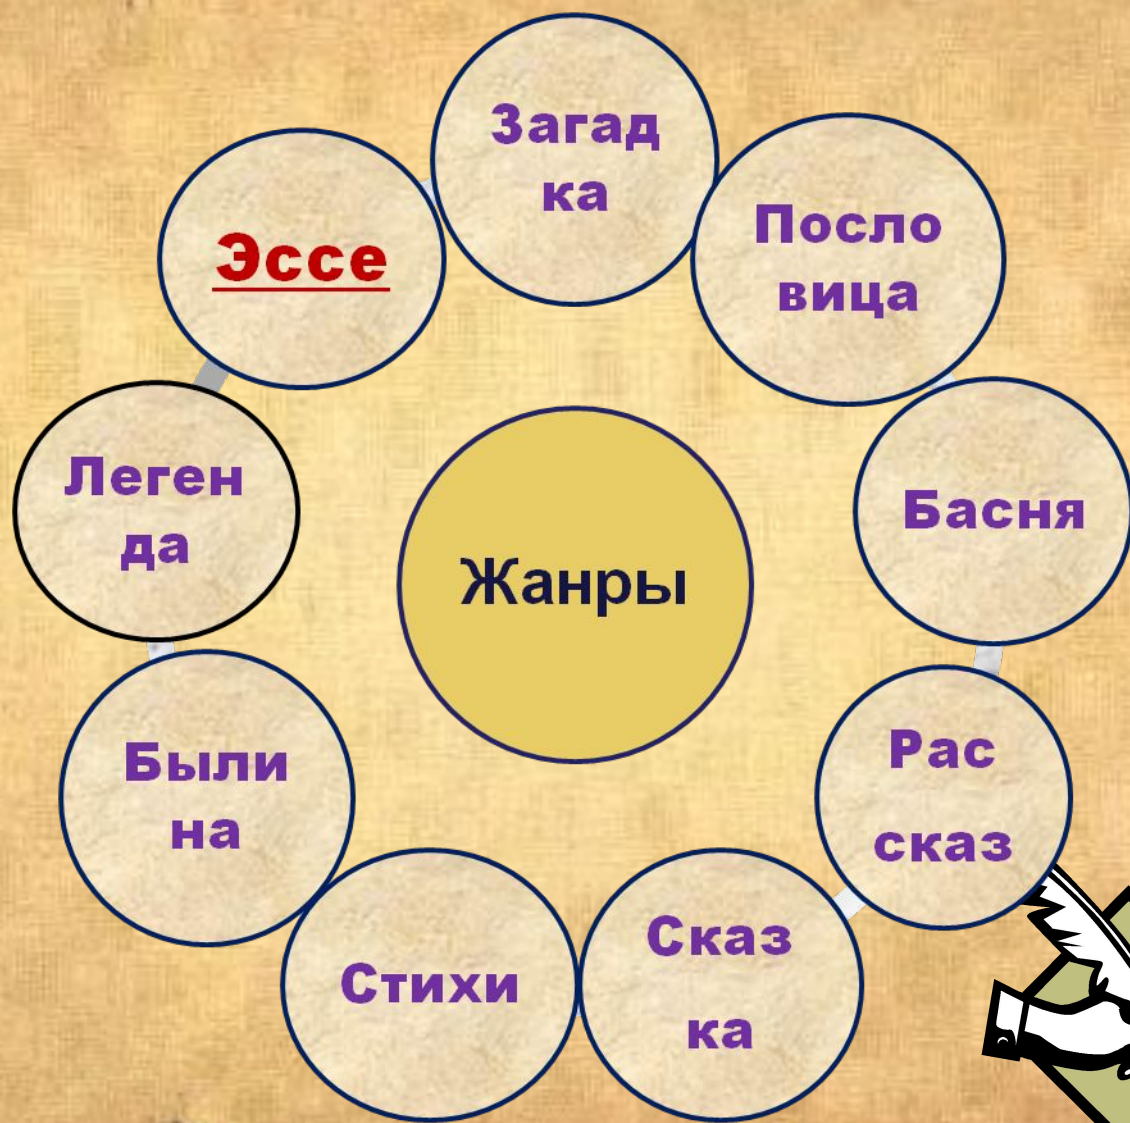 Загад
ка
Посло
вица
Басня
Рас
сказ
Сказ
ка
Стихи
Были
на
Леген
да
Эссе
Жанры